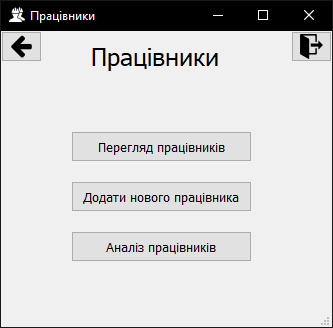 Працівники
Працівники
Перегляд працівників
Додати нового працівника
Аналіз працівників